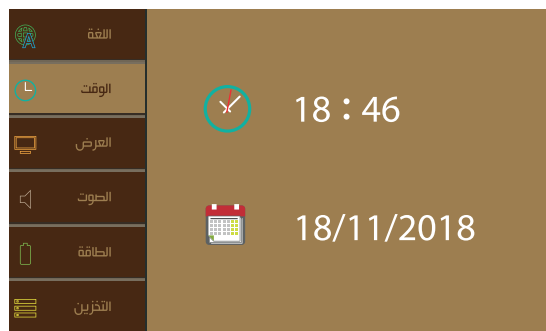 اللغة
الوقت
العرض
الصوت
الطاقة
التخزين
18 : 46
18/11/2018